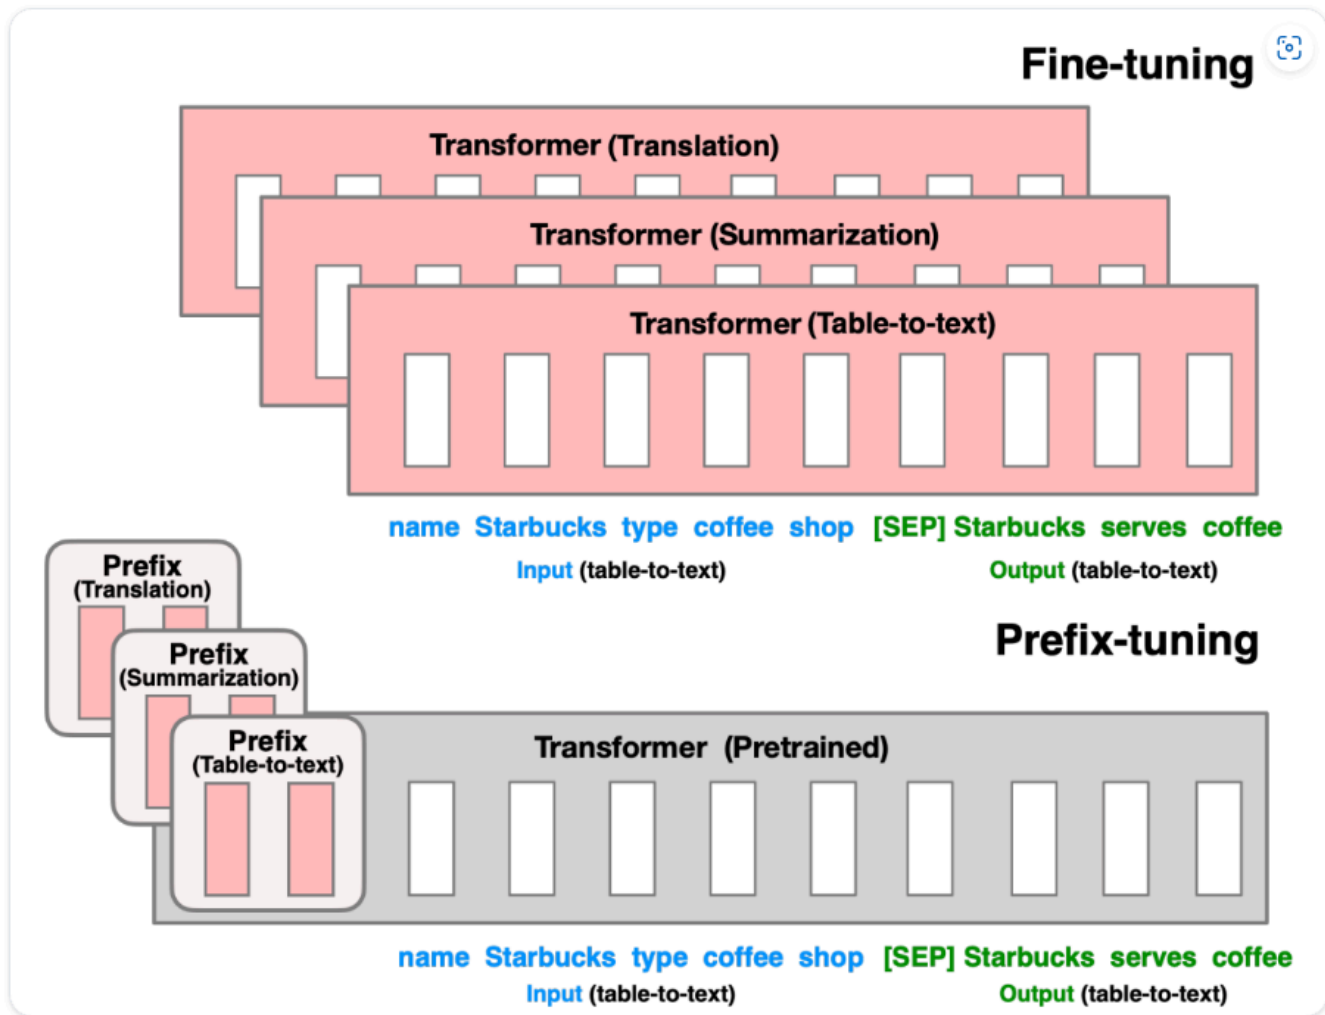 Fine-tuning
Transformer (Translation)
Transformer (Summarization)
Transformer (Table-to-text)
name Starbucks type coffee shop [SEP] Starbucks serves coffee
Input (table-to-text) Output (table-to-text)
Prefix-tuning
Prefix
(Translation)
Prefix
(Summarization)
Prefix
(Table-to-text)
Transformer (Pretrained)
name Starbucks type coffee shop [SEP] Starbucks serves coffee
Input (table-to-text) Output (table-to-text)